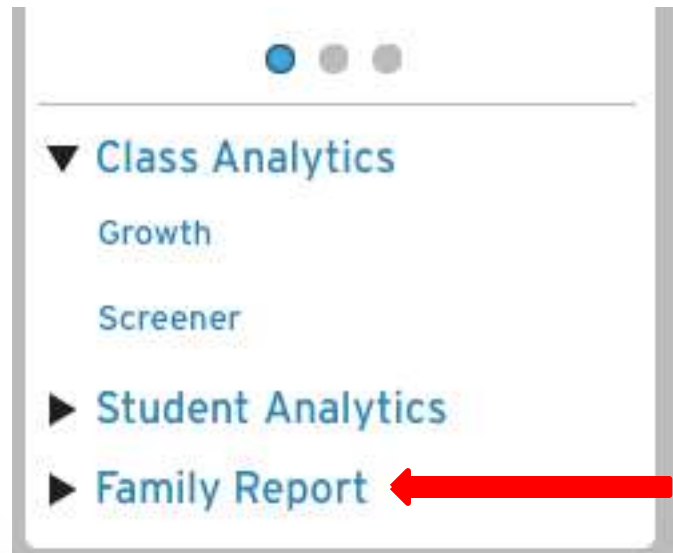 Class Analytics
Growth
Screener
Student Analytics
Family Report